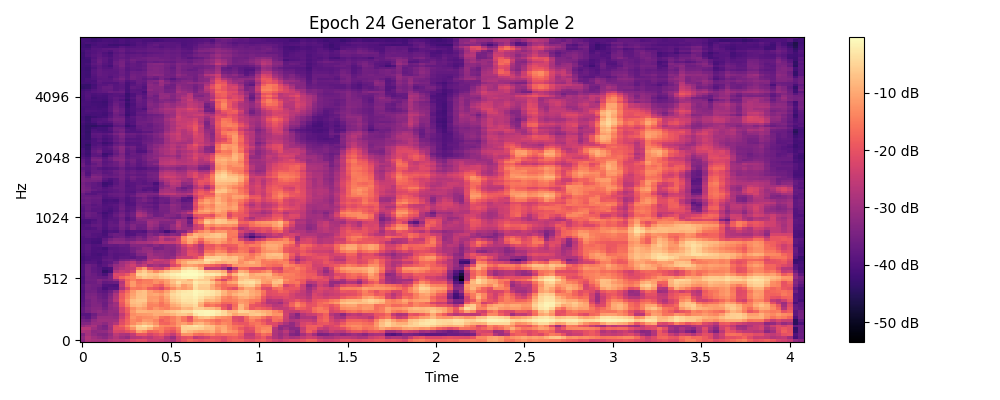 Epoch 24 Generator 1 Sample 2
4096
2048
1024
512
0
Hz
0 0.5 1 1.5 2 2.5 3 3.5 4
Time
-10 dB
-20 dB
-30 dB
-40 dB
-50 dB